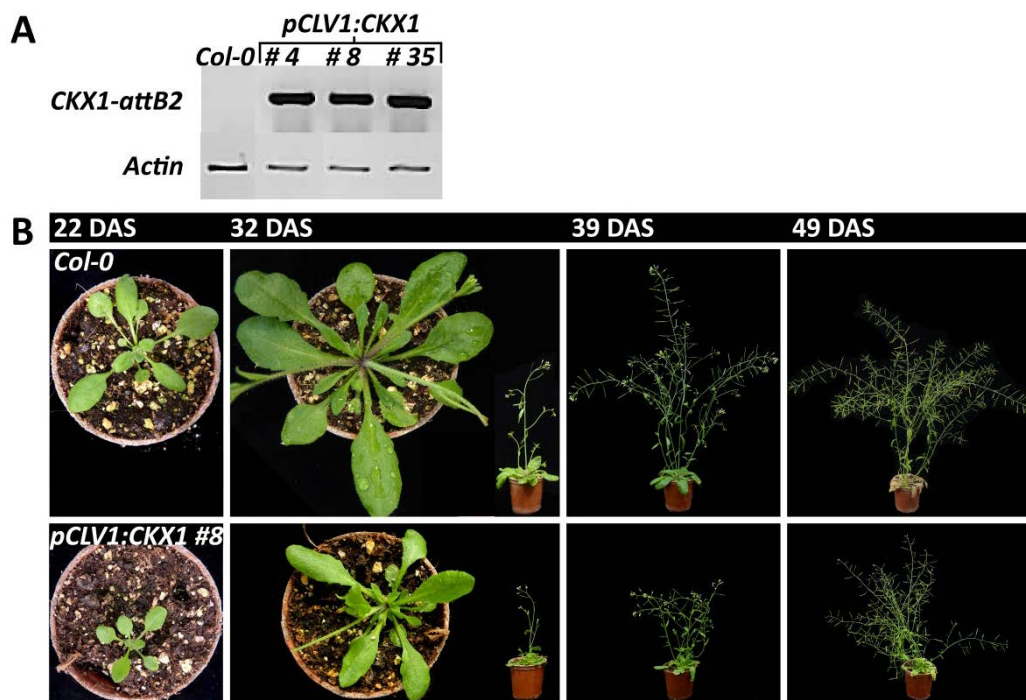 A
pCLV1:CKX1
Col-0 # 4 # 8 # 35
CKX1-attB2
Actin
B
22 DAS 32 DAS 39 DAS 49 DAS
Col-0
pCLV1:CKX1 #8